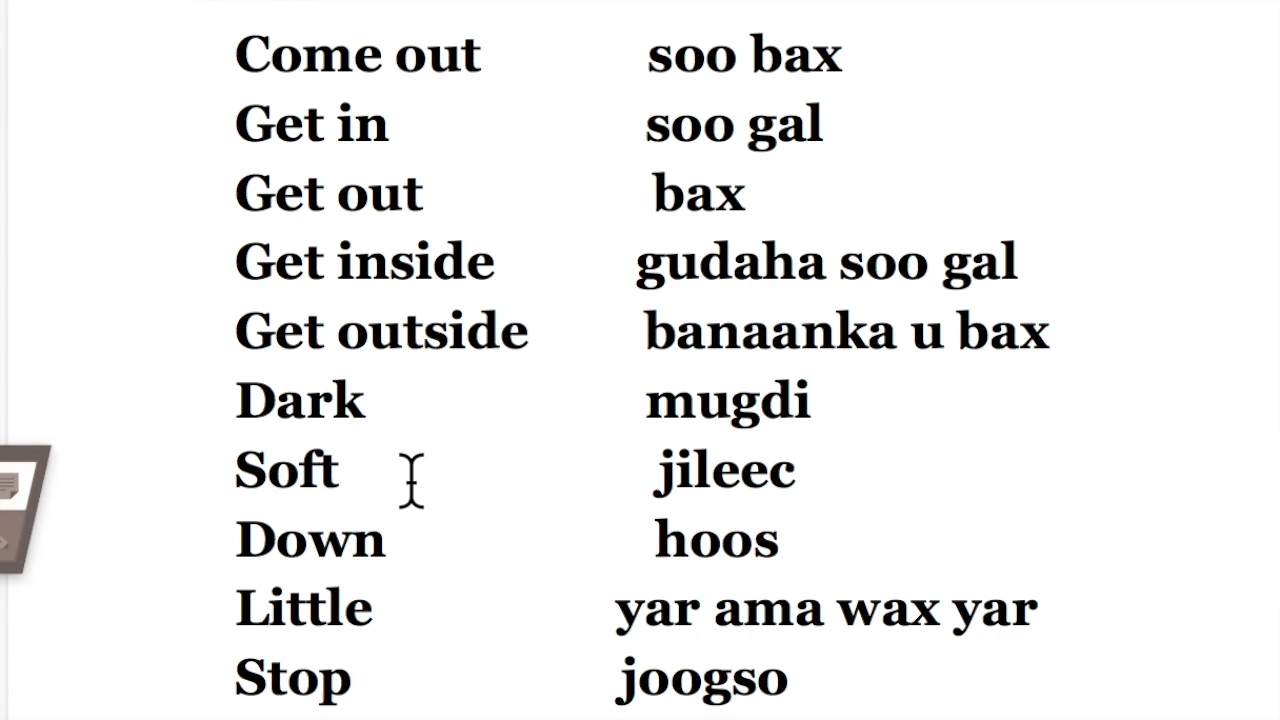 Come out soo bax
Get in soo gal
Get out bax
Get inside gudaha soo gal
Get outside banaanka u bax
Dark mugdi
Soft jileec
Down hoos
Little yar ama wax yar
Stop joogso